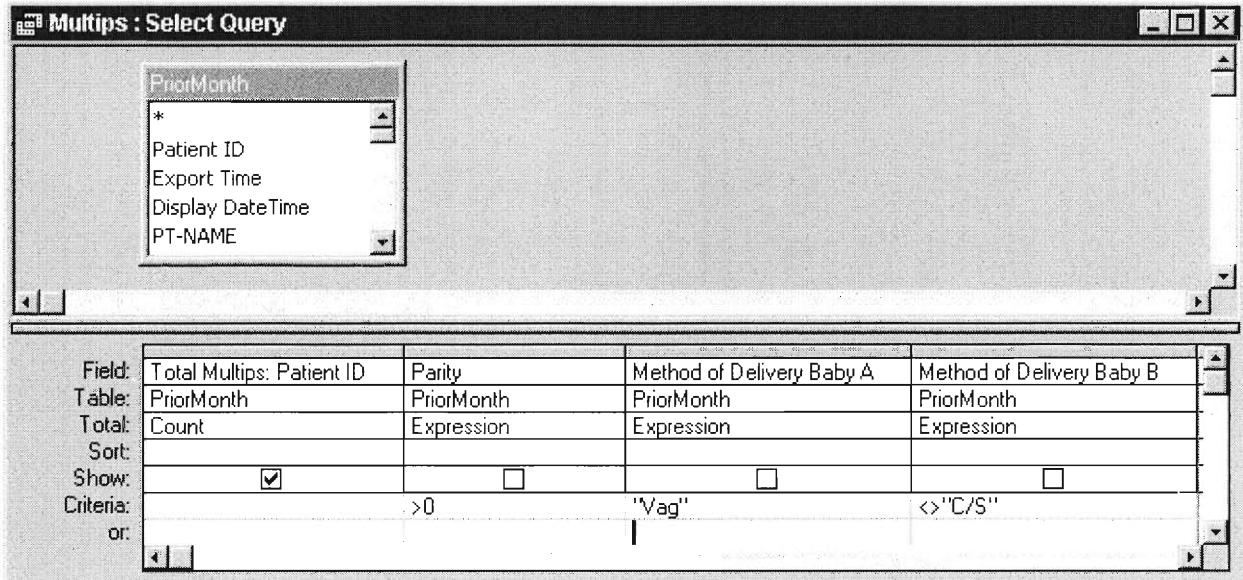 Multips : Select Query
PriorMonth
*
Patient ID
Export Time
Display DateTime
PT-NAME
Field: Total Multips: Patient ID Parity Method of Delivery Baby A Method of Delivery Baby B
Table: PriorMonth PriorMonth PriorMonth PriorMonth
Total: Count Expression Expression Expression
Sort:
Show:
Criteria: >0 "Vag" <>"C/S"
or: